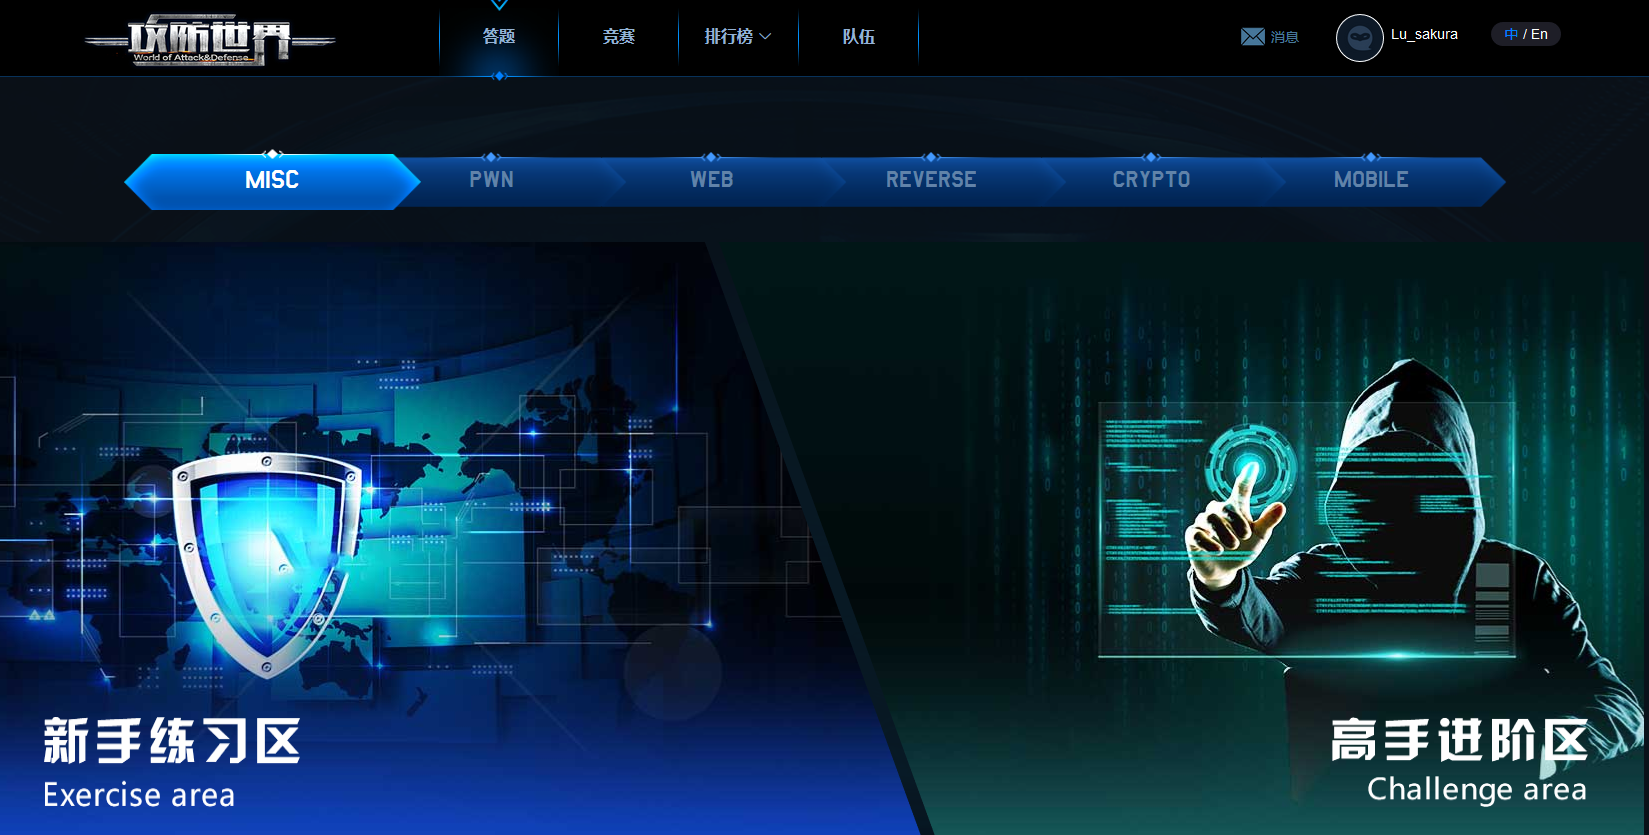 攻防世界
World of Attack&Defense
答题
竞赛
排行榜
队伍
消息
Lu_sakura
中 / En
MISC
PWN
WEB
REVERSE
CRYPTO
MOBILE
新手练习区
Exercise area
高手进阶区
Challenge area